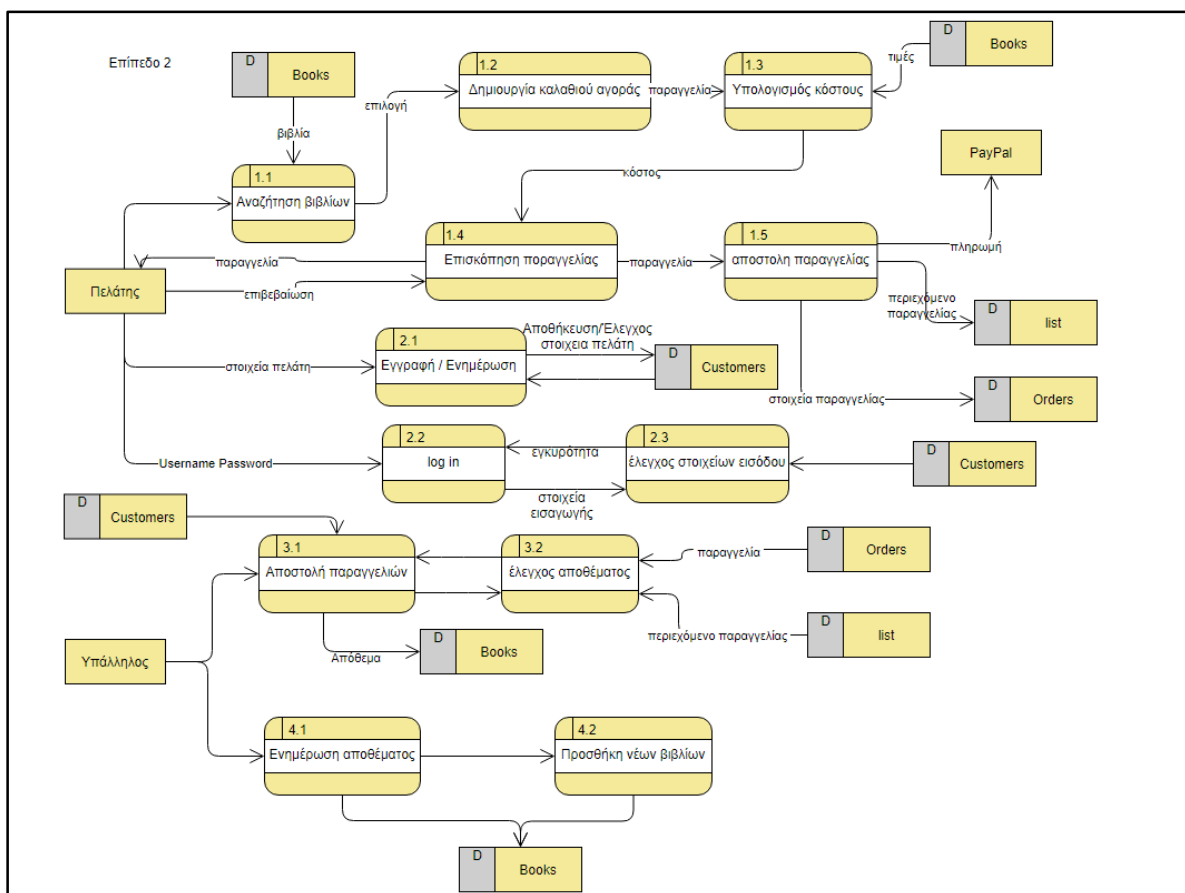 Επίπεδο 2
D
Books
D
Books
1.2
Δημιουργία καλαθιού αγοράς
παραγγελία
1.3
Υπολογισμός κόστους
τιμές
βιβλία
επιλογή
1.1
Αναζήτηση βιβλίων
κόστος
PayPal
1.4
Επισκόπηση ποραγγελίας
παραγγελία
1.5
αποστολη παραγγελίας
πληρωμή
παραγγελία
Πελάτης
επιβεβαίωση
περιεχόμενο
παραγγελίας
D
list
2.1
Εγγραφή / Ενημέρωση
στοιχεία πελάτη
Αποθήκευση/Έλεγχος
στοιχεια πελάτη
D
Customers
στοιχεία παραγγελίας
D
Orders
Username Password
2.2
log in
εγκυρότητα
στοιχεία
εισαγωγής
2.3
έλεγχος στοιχείων εισόδου
D
Customers
D
Customers
3.1
Αποστολή παραγγελιών
3.2
έλεγχος αποθέματος
παραγγελία
D
Orders
περιεχόμενο παραγγελίας
D
list
Υπάλληλος
Απόθεμα
D
Books
4.1
Ενημέρωση αποθέματος
4.2
Προσθήκη νέων βιβλίων
D
Books